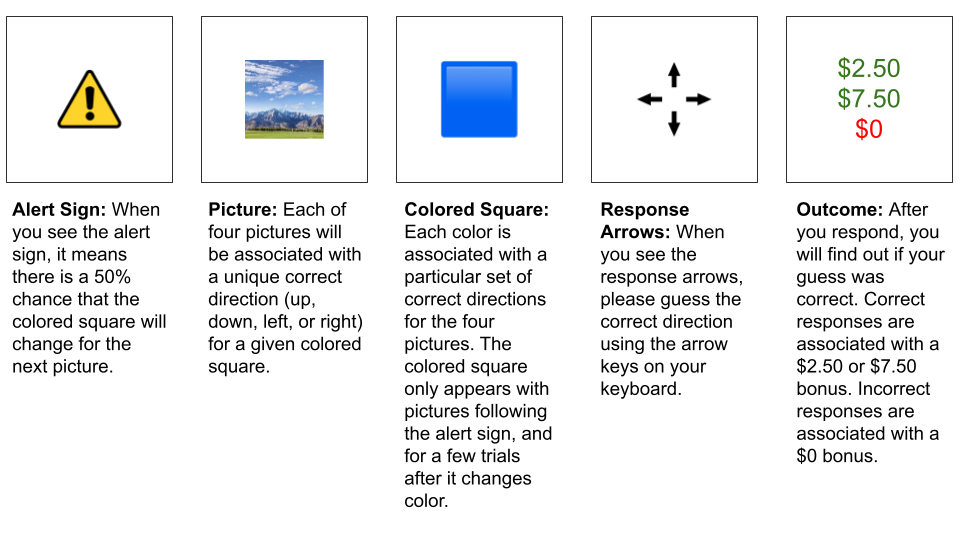 $2.50
$7.50
$0
Alert Sign: When
you see the alert
sign, it means
there is a 50%
chance that the
colored square will
change for the
next picture.
Picture: Each of
four pictures will
be associated with
a unique correct
direction (up,
down, left, or right)
for a given colored
square.
Colored Square:
Each color is
associated with a
particular set of
correct directions
for the four
pictures. The
colored square
only appears with
pictures following
the alert sign, and
for a few trials
after it changes
color.
Response
Arrows: When
you see the
response arrows,
please guess the
correct direction
using the arrow
keys on your
keyboard.
Outcome: After
you respond, you
will find out if your
guess was
correct. Correct
responses are
associated with a
$2.50 or $7.50
bonus. Incorrect
responses are
associated with a
$0 bonus.